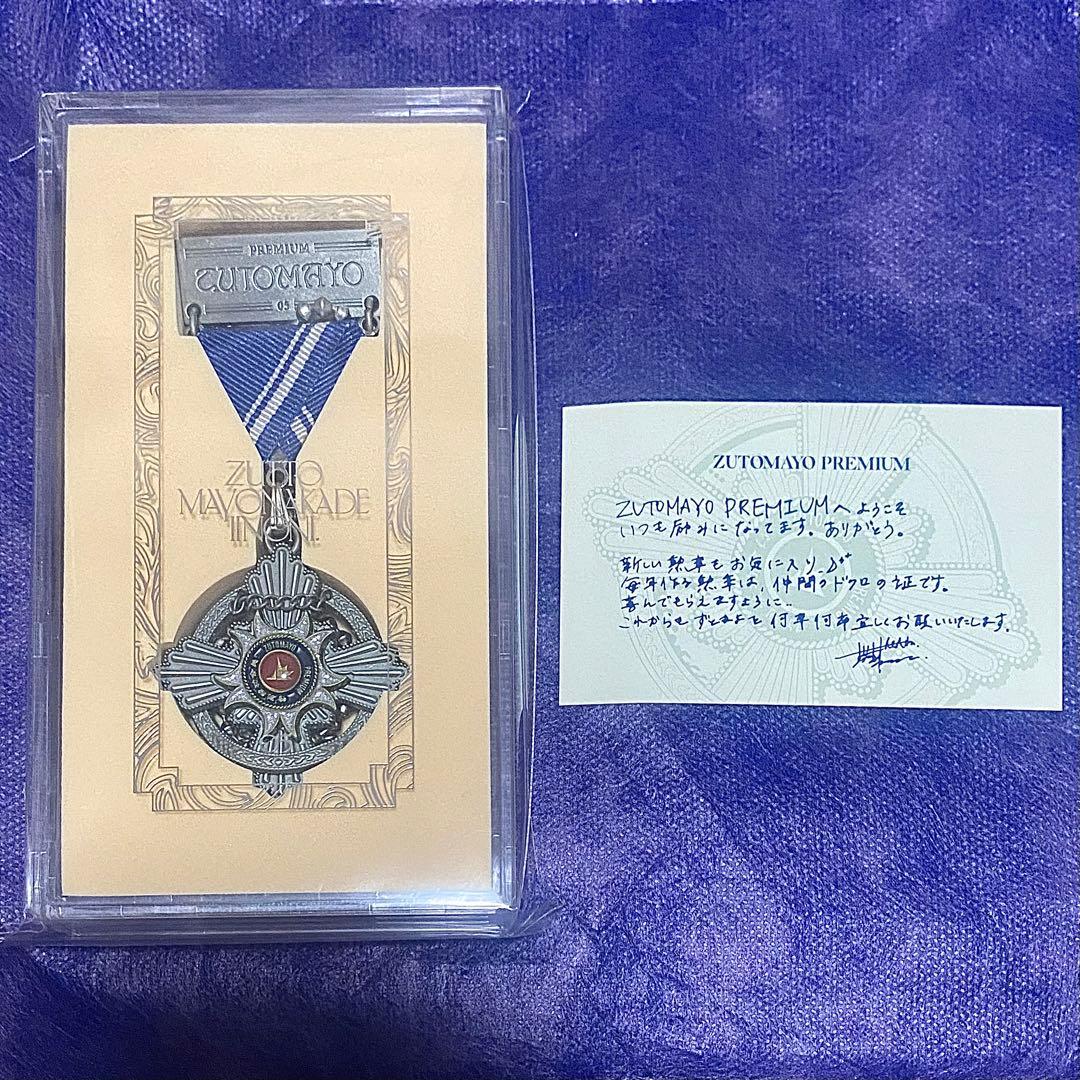 PREMIUM
ZUTOMAYO
05
ZUTTO
MAYONAKADE
IINONI.
ZUTOMAYO
ZUTOMAYO PREMIUM
ZUTOMAYO PREMIUMへ ようこそ
いつも励みになってます。ありがとう。
新しい勲章もお気に入り♪
毎年作る勲章は、仲間のドクロの証です。
喜んでもらえますように..
これからも ずとまよを 何卒何卒宜しくお願いいたします。